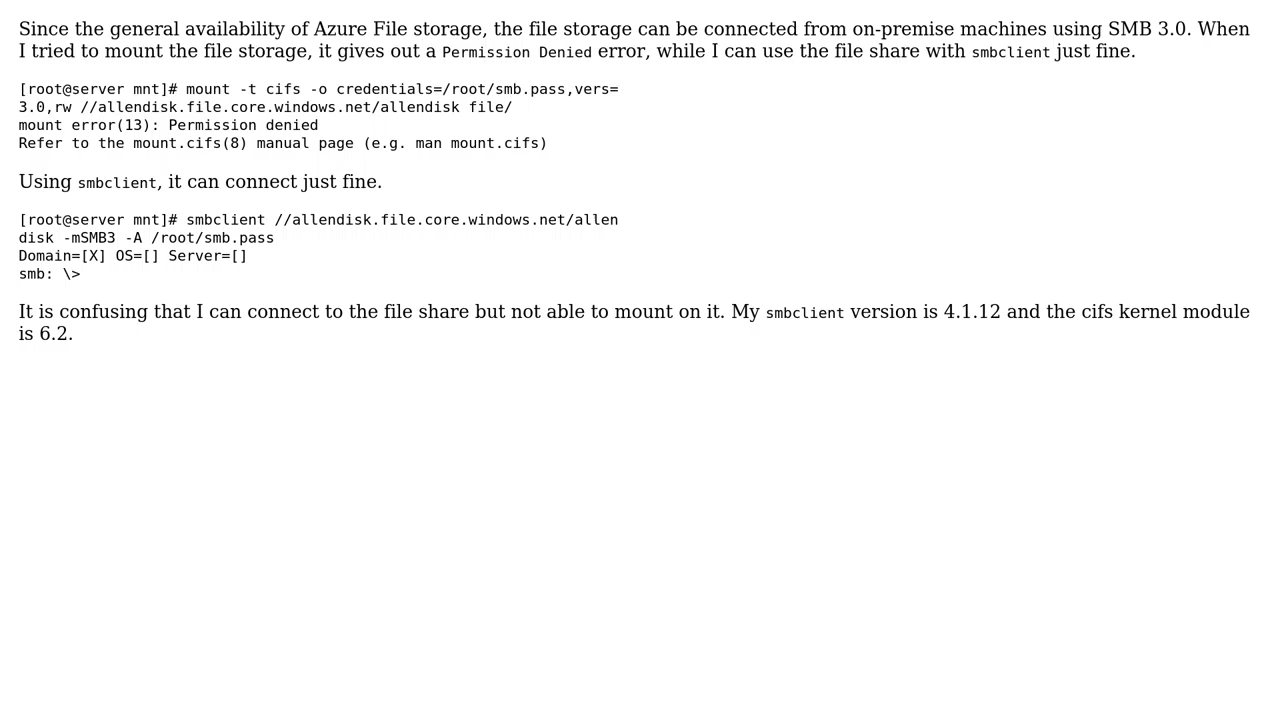 Since the general availability of Azure File storage, the file storage can be connected from on-premise machines using SMB 3.0. When
I tried to mount the file storage, it gives out a Permission Denied error, while I can use the file share with smbclient just fine.
[root@server mnt]# mount -t cifs -o credentials=/root/smb.pass,vers=
3.0,rw //allendisk.file.core.windows.net/allendisk file/
mount error(13): Permission denied
Refer to the mount.cifs(8) manual page (e.g. man mount.cifs)
Using smbclient, it can connect just fine.
[root@server mnt]# smbclient //allendisk.file.core.windows.net/allen
disk -mSMB3 -A /root/smb.pass
Domain=[X] OS=[] Server=[]
smb: \>
It is confusing that I can connect to the file share but not able to mount on it. My smbclient version is 4.1.12 and the cifs kernel module
is 6.2.